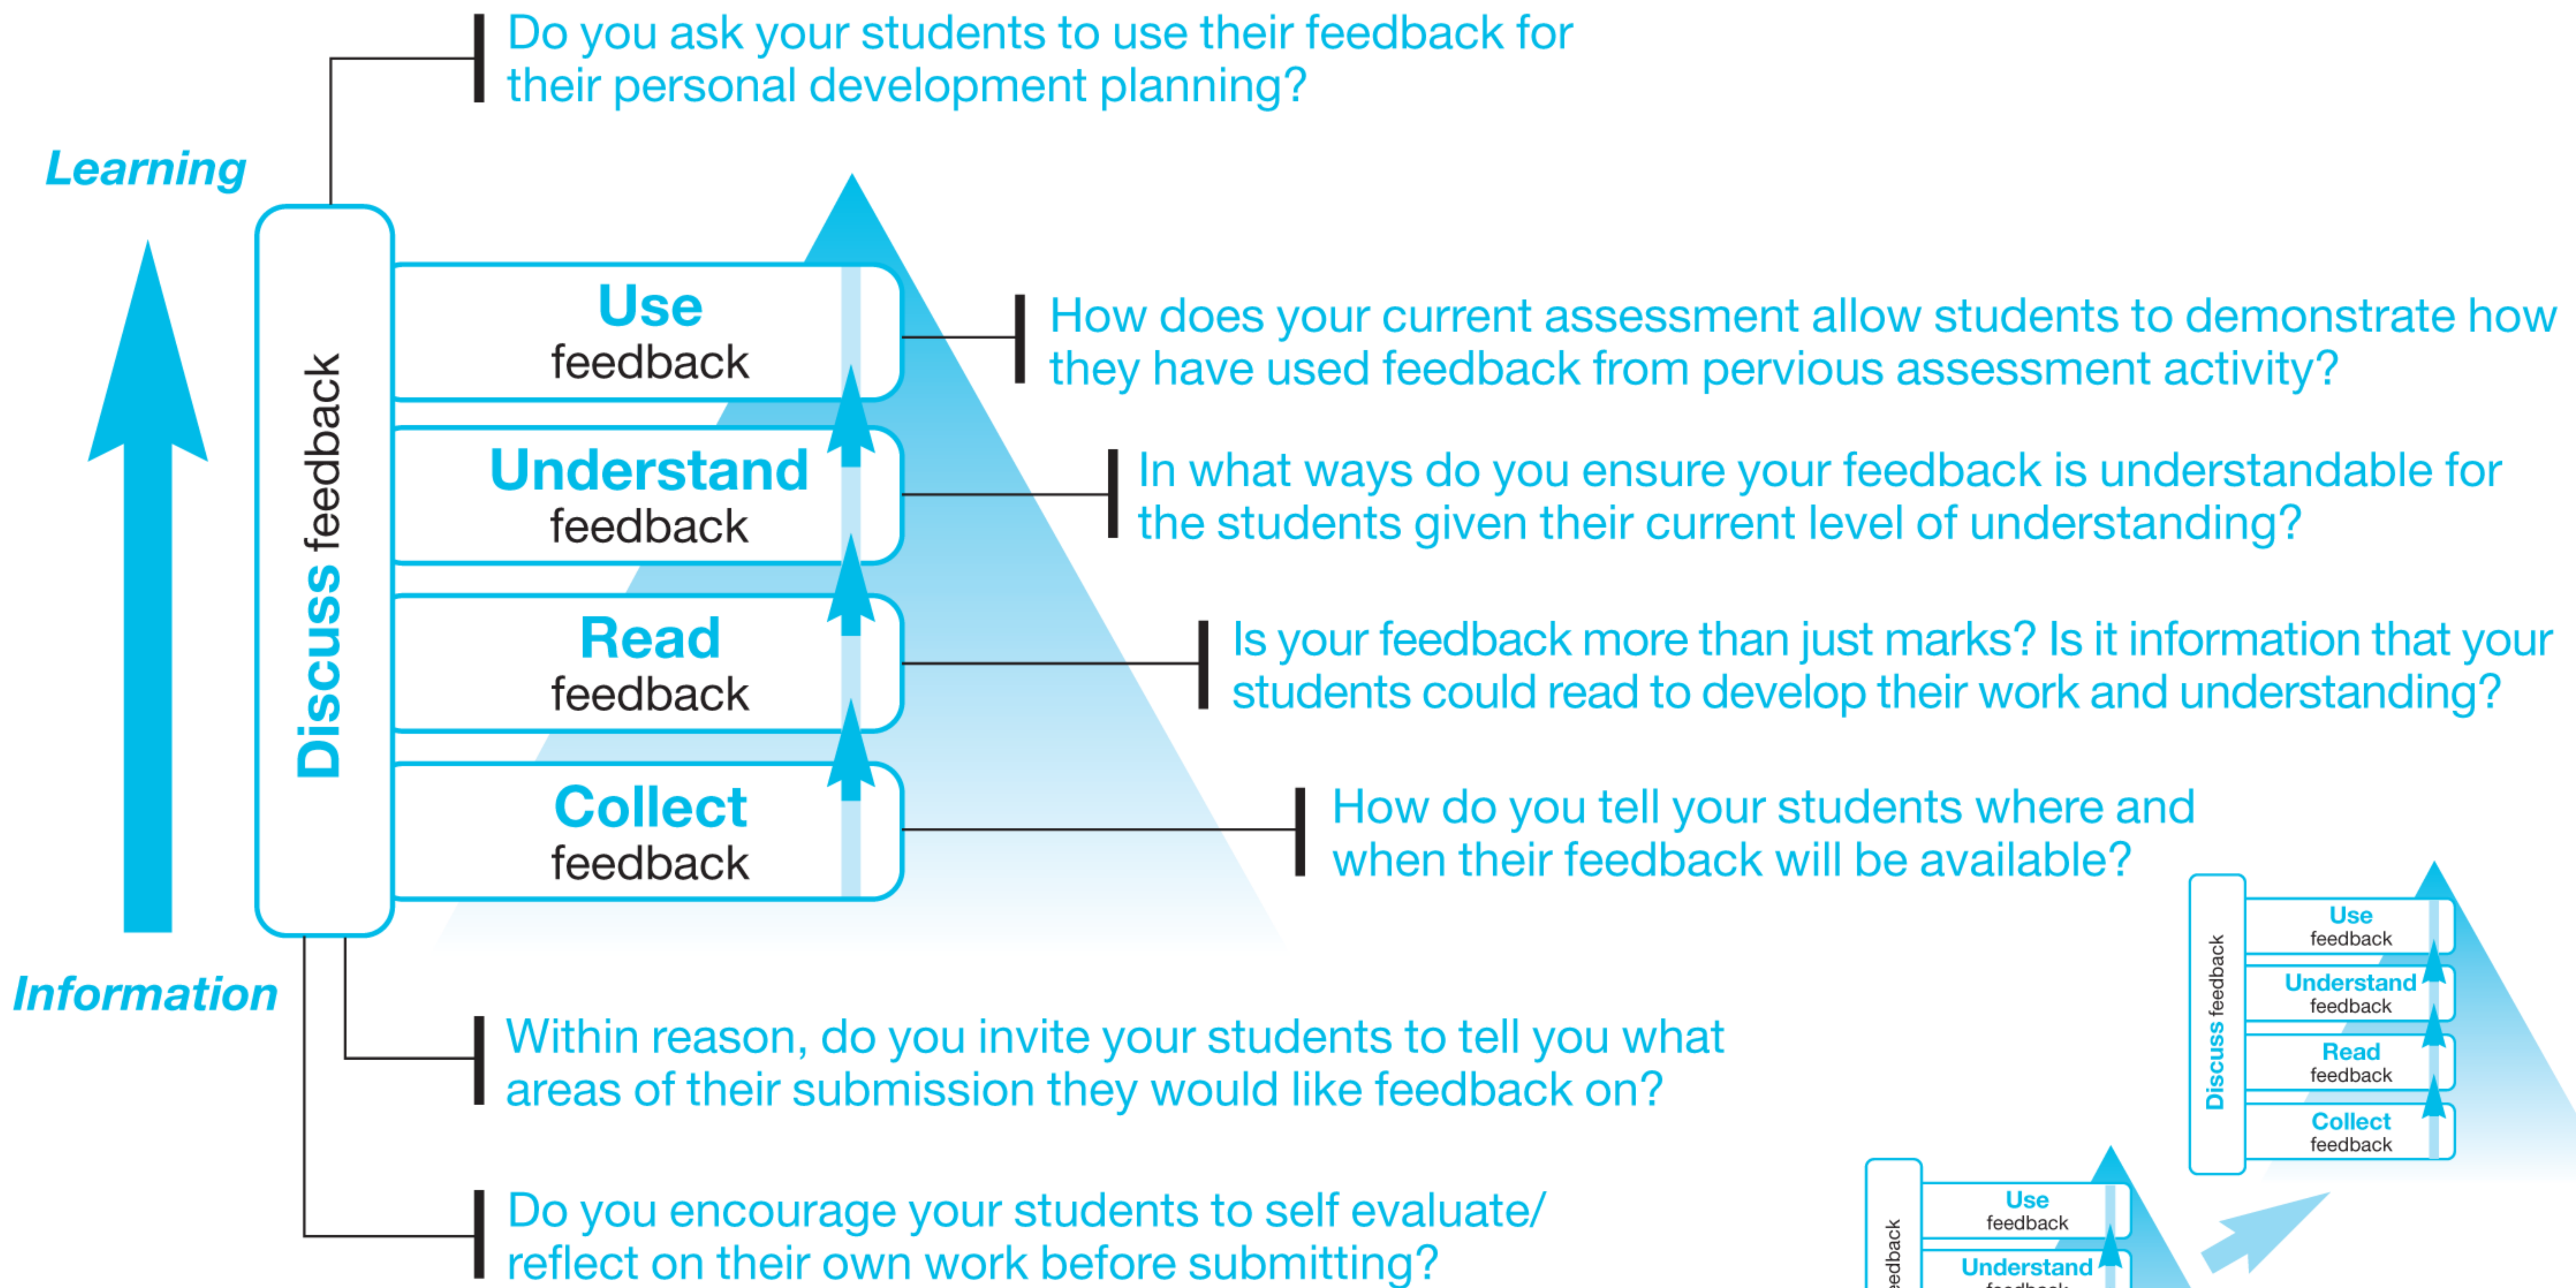 Do you ask your students to use their feedback for
their personal development planning?
Learning
Discuss feedback
Use
feedback
How does your current assessment allow students to demonstrate how
they have used feedback from pervious assessment activity?
Understand
feedback
In what ways do you ensure your feedback is understandable for
the students given their current level of understanding?
Read
feedback
Is your feedback more than just marks? Is it information that your
students could read to develop their work and understanding?
Collect
feedback
How do you tell your students where and
when their feedback will be available?
Information
Within reason, do you invite your students to tell you what
areas of their submission they would like feedback on?
Do you encourage your students to self evaluate/
reflect on their own work before submitting?
Discuss feedback
Use
feedback
Understand
feedback
Read
feedback
Collect
feedback
Use
feedback
Understand